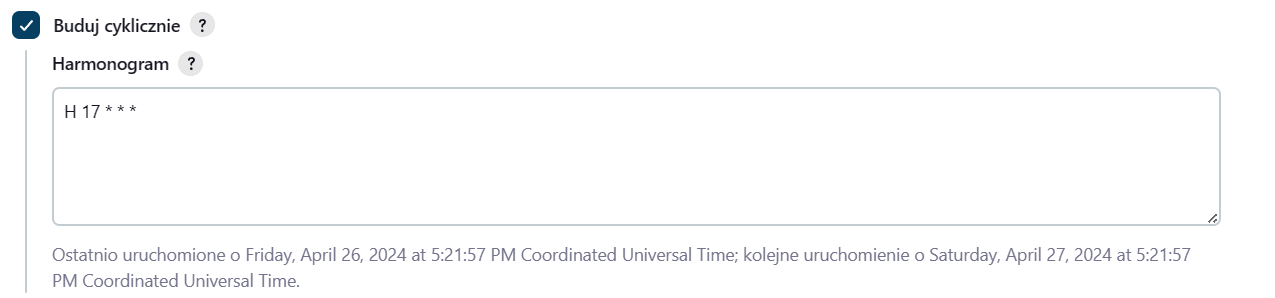 Buduj cyklicznie ?
Harmonogram ?
H 17 * * *
Ostatnio uruchomione o Friday, April 26, 2024 at 5:21:57 PM Coordinated Universal Time; kolejne uruchomienie o Saturday, April 27, 2024 at 5:21:57
PM Coordinated Universal Time.